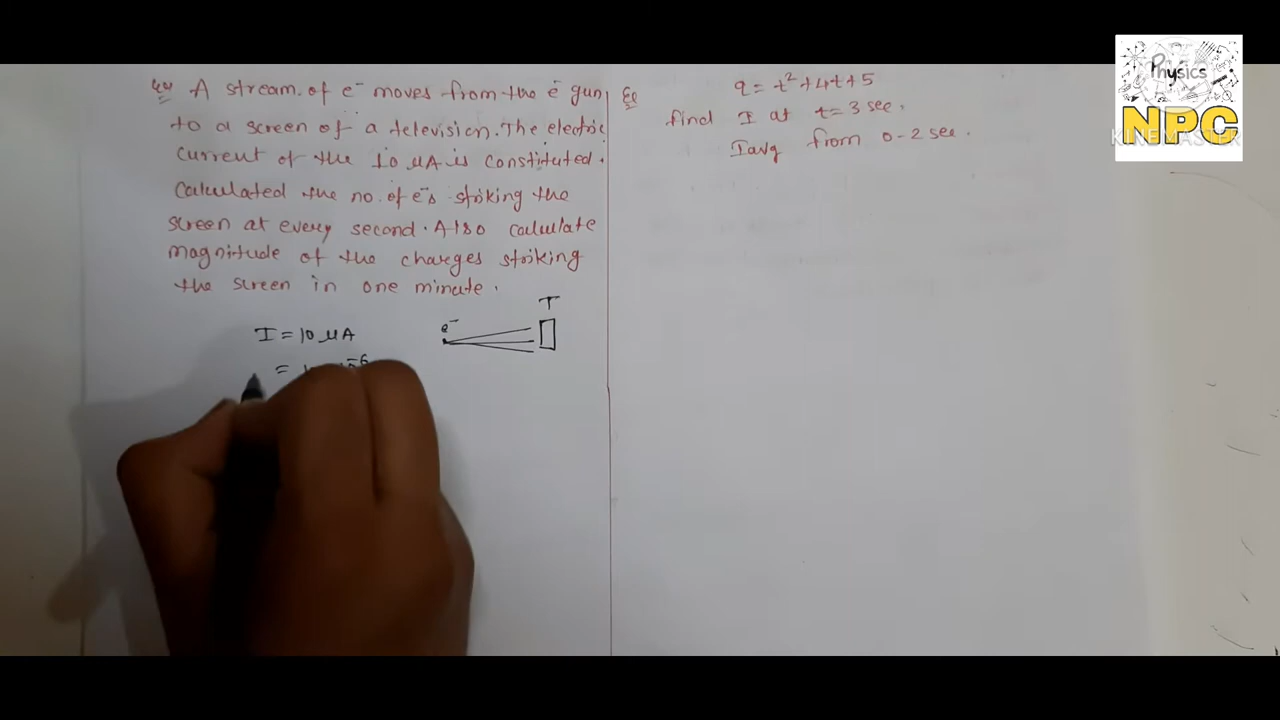 Ex A stream of e⁻ moves from the e⁻ gun
to a screen of a television. The electric
current of the 10 μA is constituted.
Calculated the no. of e⁻s striking the
screen at every second. Also calculate
magnitude of the charges striking
the screen in one minute.
I = 10 μA
=
e⁻
T
Ex q = t² + 4t + 5
find I at t = 3 sec.
Iavg from 0-2 sec.
Physics
NPC
KINEMASTER